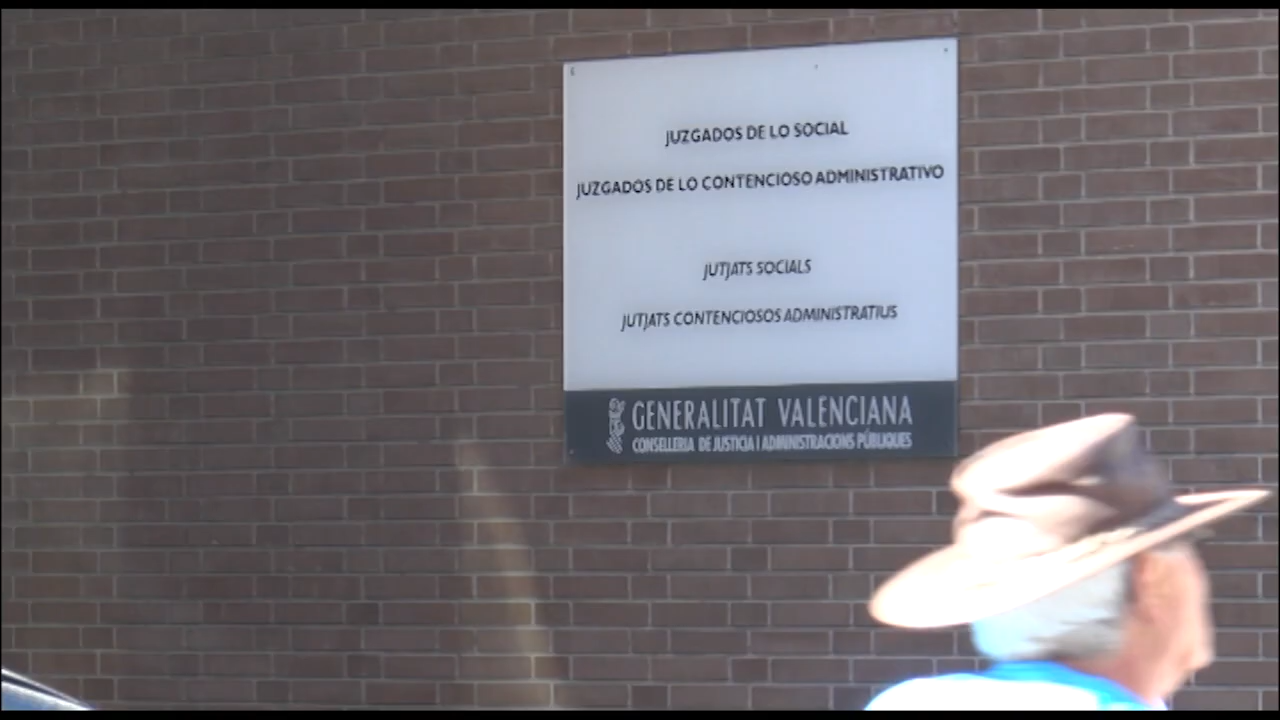 JUZGADOS DE LO SOCIAL
JUZGADOS DE LO CONTENCIOSO ADMINISTRATIVO
JUTJATS SOCIALS
JUTJATS CONTENCIOSOS ADMINISTRATIUS
GENERALITAT VALENCIANA
CONSELLERIA DE JUSTICIA I ADMINISTRACIONS PÚBLIQUES